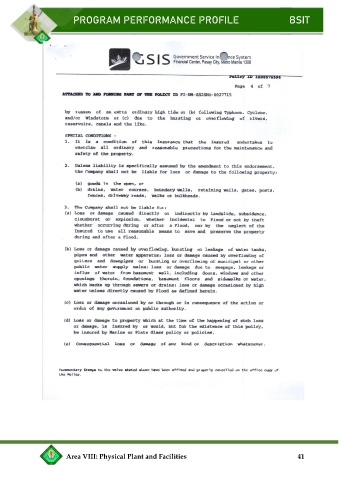 PROGRAM PERFORMANCE PROFILE BSIT
GSIS Government Service Insurance System
Financial Center, Pasay City, Metro Manila 1308
Policy ID
Page 4 of 7
ATTACHED TO AND FORMING PART OF THE POLICY ID
by reason of an extra ordinary high tide or (b) following Typhoon, Cyclone,
and/or Windstorm or (c) due to the bursting or overflowing of rivers,
reservoirs, canals and the like.
SPECIAL CONDITIONS :
1. It is a condition of this insurance that the insured undertakes to
exercise all ordinary and reasonable precautions for the maintenance and
safety of the property.
2. Unless liability is specifically assumed by the amendment to this endorsement,
the Company shall not be liable for loss or damage to the following property:
(a) goods in the open, or
(b) drains, water courses, boundary walls, retaining walls, gates, posts,
fences, driveway roads, walks or bulkheads.
3. The Company shall not be liable for:
(a) Loss or damage caused directly or indirectly by landslide, subsidence,
cloudburst or explosion, whether incidental to Flood or not by theft
whether occurring during or after a Flood, nor by the neglect of the
Insured to use all reasonable means to save and preserve the property
during and after a Flood.
(b) Loss or damage caused by overflowing, bursting or leakage of water tanks,
pipes and other water apparatus; loss or damage caused by overflowing of
gutters and downpipes or bursting or overflowing of municipal or other
public water supply mains; loss or damage due to seepage, leakage or
influx of water from basement wall, including doors, windows and other
openings therein, foundations, basement floors and sidewalks or water,
which backs up through sewers or drains; loss or damage occasioned by high
water unless directly caused by Flood as defined herein.
(c) Loss or damage occasioned by or through or in consequence of the action or
order of any government or public authority.
(d) Loss or damage to property which at the time of the happening of such loss
or damage, is insured by or would, but for the existence of this policy,
be insured by Marine or Plate Glass policy or policies.
(e) Consequential loss or damage of any kind or description whatsoever.
Documentary Stamps to the value stated above have been affixed and properly cancelled on the office copy of
the Policy.
Area VIII: Physical Plant and Facilities 41